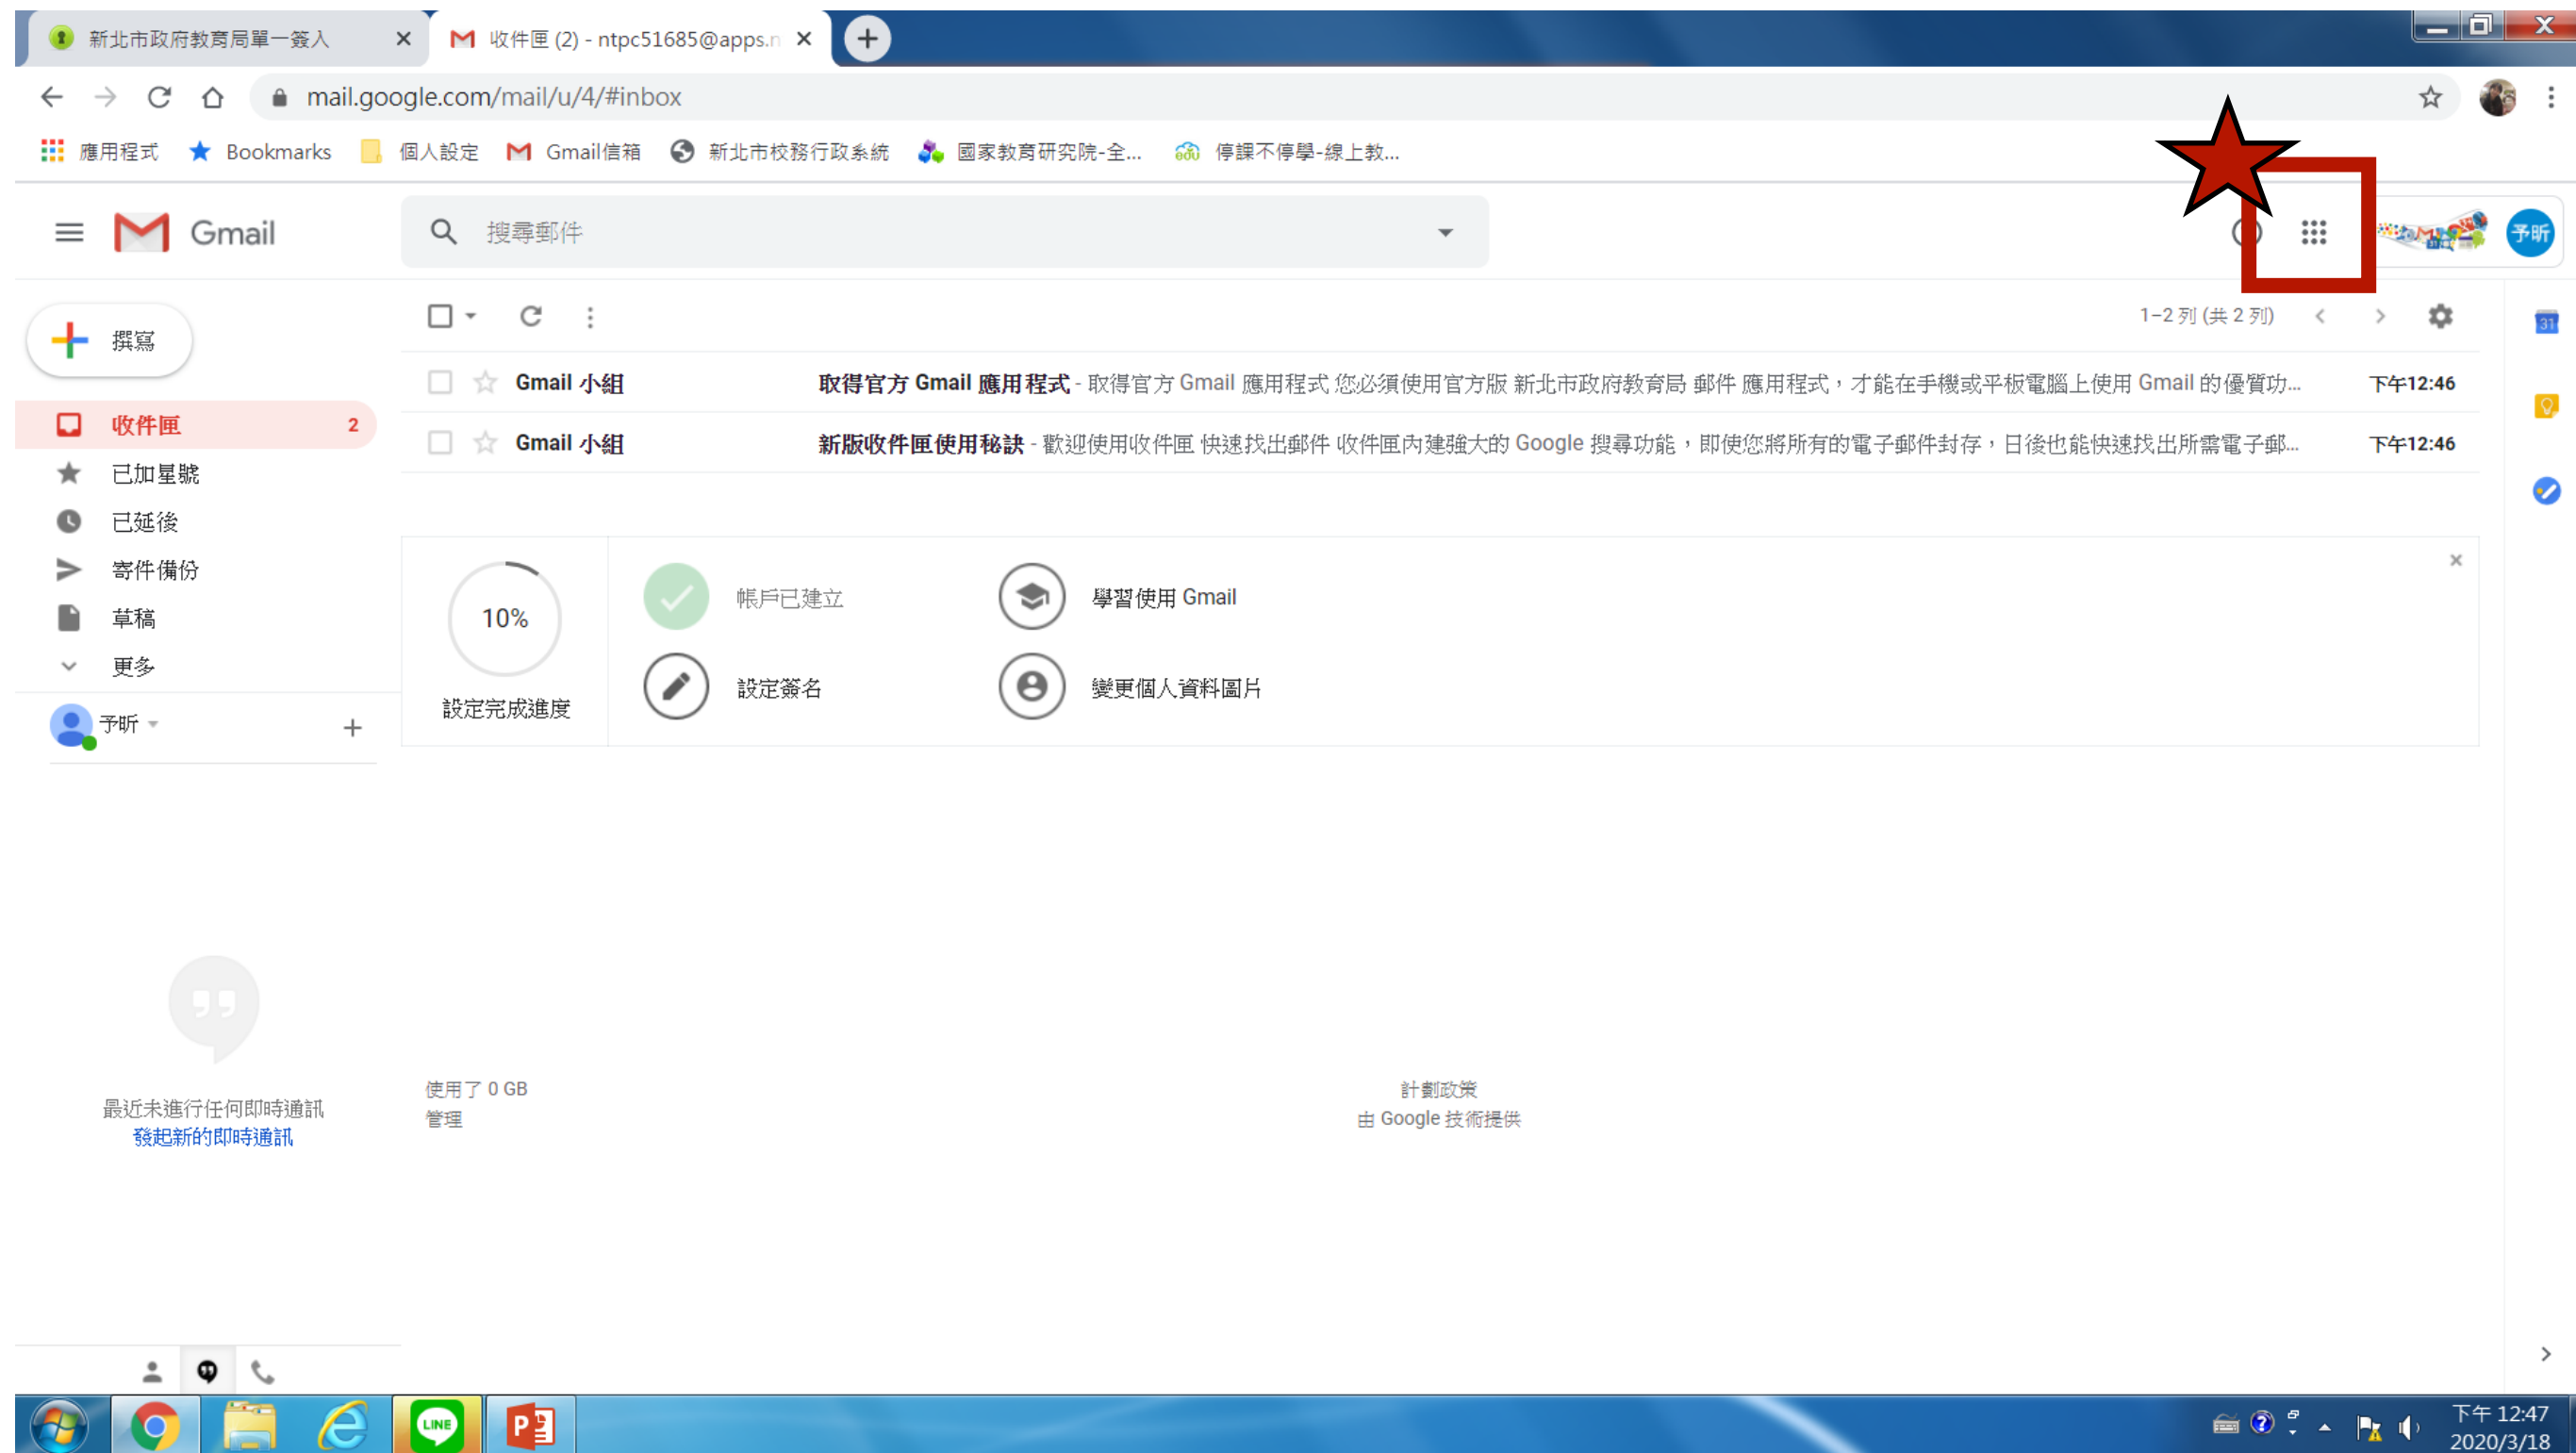 新北市政府教育局單一簽入
收件匣 (2) - ntpc51685@apps.n
mail.google.com/mail/u/4/#inbox
應用程式 Bookmarks 個人設定 Gmail信箱 新北市校務行政系統 國家教育研究院-全... 停課不停學-線上教...
Gmail
搜尋郵件
予昕
撰寫
1–2 列 (共 2 列)
31
收件匣 2
已加星號
已延後
寄件備份
草稿
更多
予昕
Gmail 小組 取得官方 Gmail 應用程式 - 取得官方 Gmail 應用程式 您必須使用官方版 新北市政府教育局 郵件 應用程式，才能在手機或平板電腦上使用 Gmail 的優質功... 下午12:46
Gmail 小組 新版收件匣使用秘訣 - 歡迎使用收件匣 快速找出郵件 收件匣內建強大的 Google 搜尋功能，即使您將所有的電子郵件封存，日後也能快速找出所需電子郵... 下午12:46
10%
設定完成進度
帳戶已建立
學習使用 Gmail
設定簽名
變更個人資料圖片
最近未進行任何即時通訊
發起新的即時通訊
使用了 0 GB
管理
計劃政策
由 Google 技術提供
LINE
下午 12:47
2020/3/18